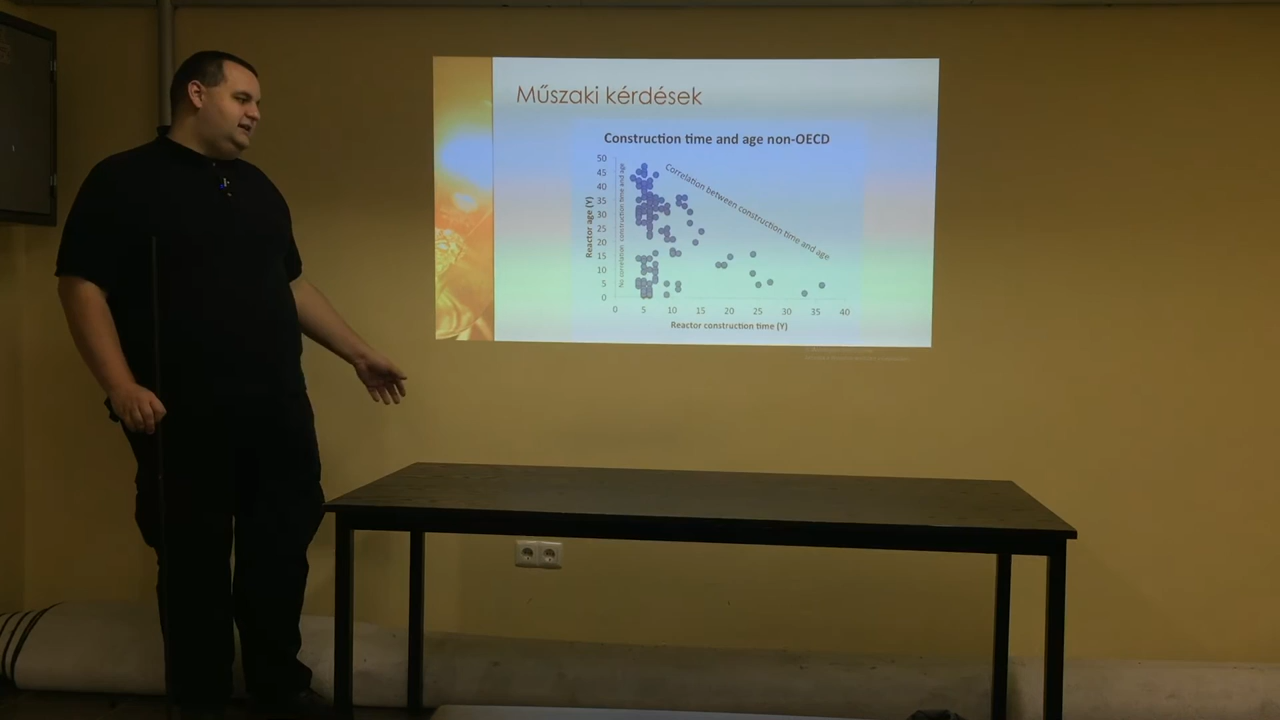 Műszaki kérdések
Construction time and age non-OECD
50
45
40
35
30
25
20
15
10
5
0
Reactor age (Y)
No correlation construction time and age
Correlation between construction time and age
0 5 10 15 20 25 30 35 40
Reactor construction time (Y)